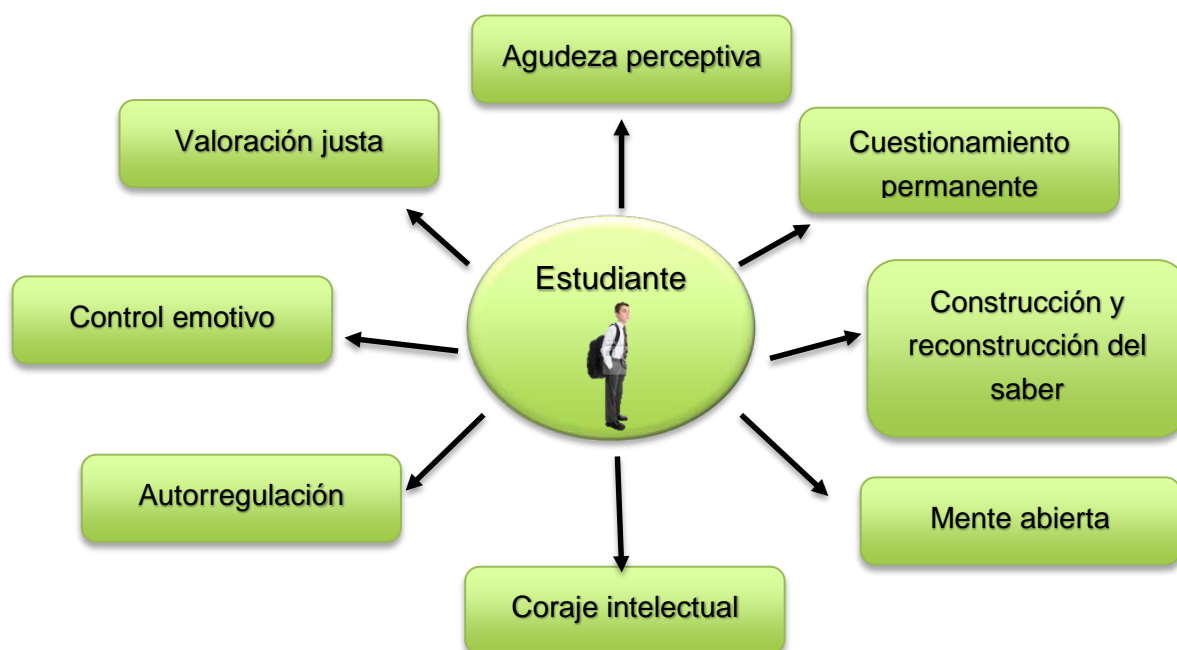 Agudeza perceptiva
Valoración justa
Cuestionamiento
permanente
Estudiante
Construcción y
reconstrucción del
saber
Control emotivo
Autorregulación
Mente abierta
Coraje intelectual